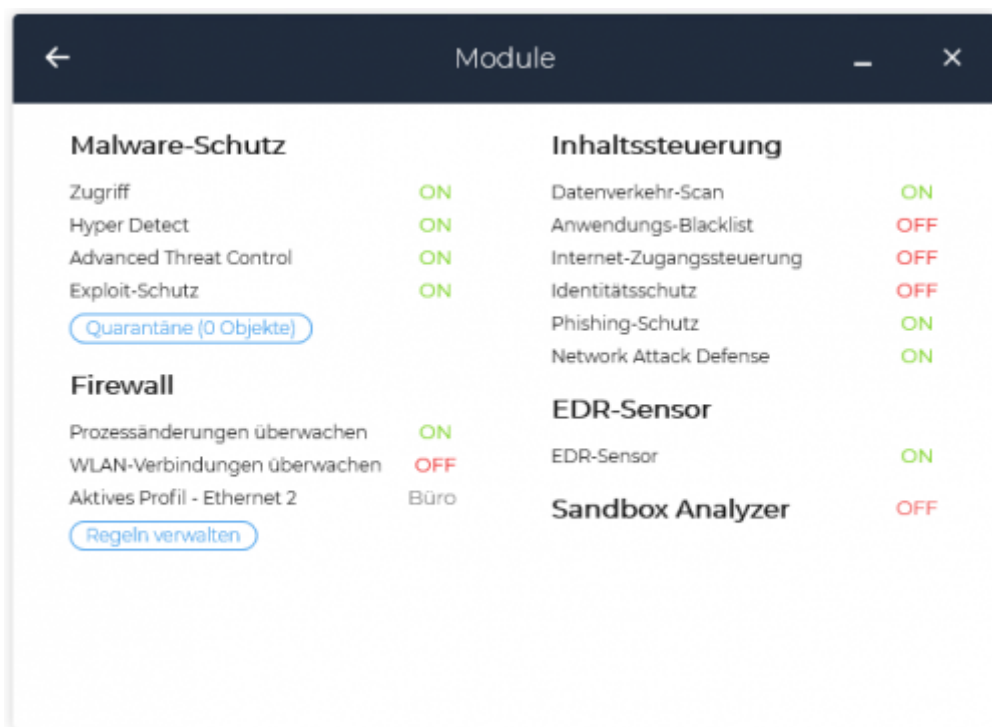 Module
Malware-Schutz
Zugriff ON
Hyper Detect ON
Advanced Threat Control ON
Exploit-Schutz ON
Quarantäne (0 Objekte)
Firewall
Prozessänderungen überwachen ON
WLAN-Verbindungen überwachen OFF
Aktives Profil - Ethernet 2 Büro
Regeln verwalten
Inhaltssteuerung
Datenverkehr-Scan ON
Anwendungs-Blacklist OFF
Internet-Zugangssteuerung OFF
Identitätsschutz OFF
Phishing-Schutz ON
Network Attack Defense ON
EDR-Sensor
EDR-Sensor ON
Sandbox Analyzer OFF